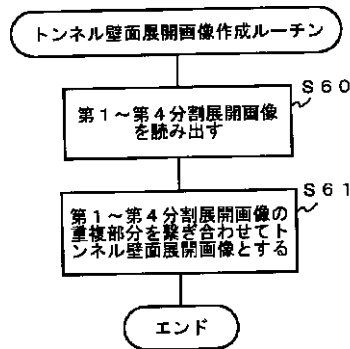 トンネル壁面展開画像作成ルーチン
S60
第1～第4分割展開画像
を読み出す
S61
第1～第4分割展開画像の
重複部分を繋ぎ合わせてト
ンネル壁面展開画像とする
エンド